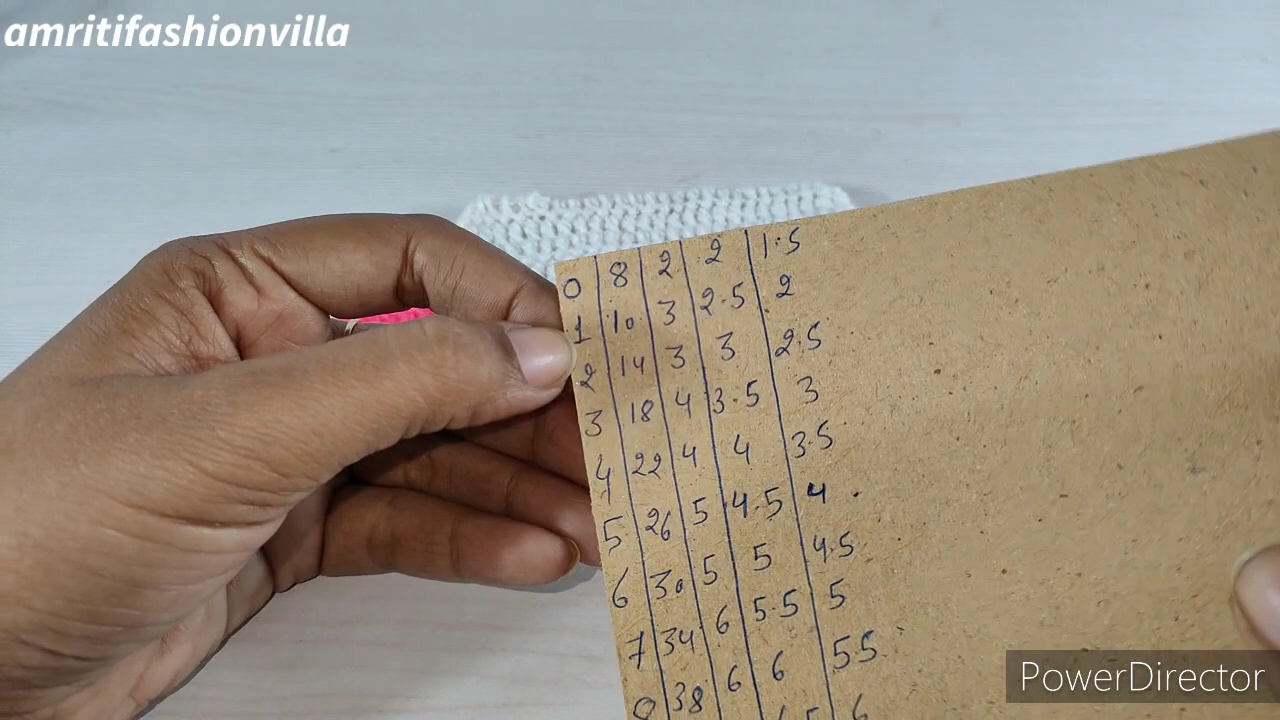 amritifashionvilla
0 8 2 2 1.5
1 10 3 2.5 2
2 14 3 3 2.5
3 18 4 3.5 3
4 22 4 4 3.5
5 26 5 4.5 4
6 30 5 5 4.5
7 34 6 5.5 5
38 6 6 55
6
PowerDirector